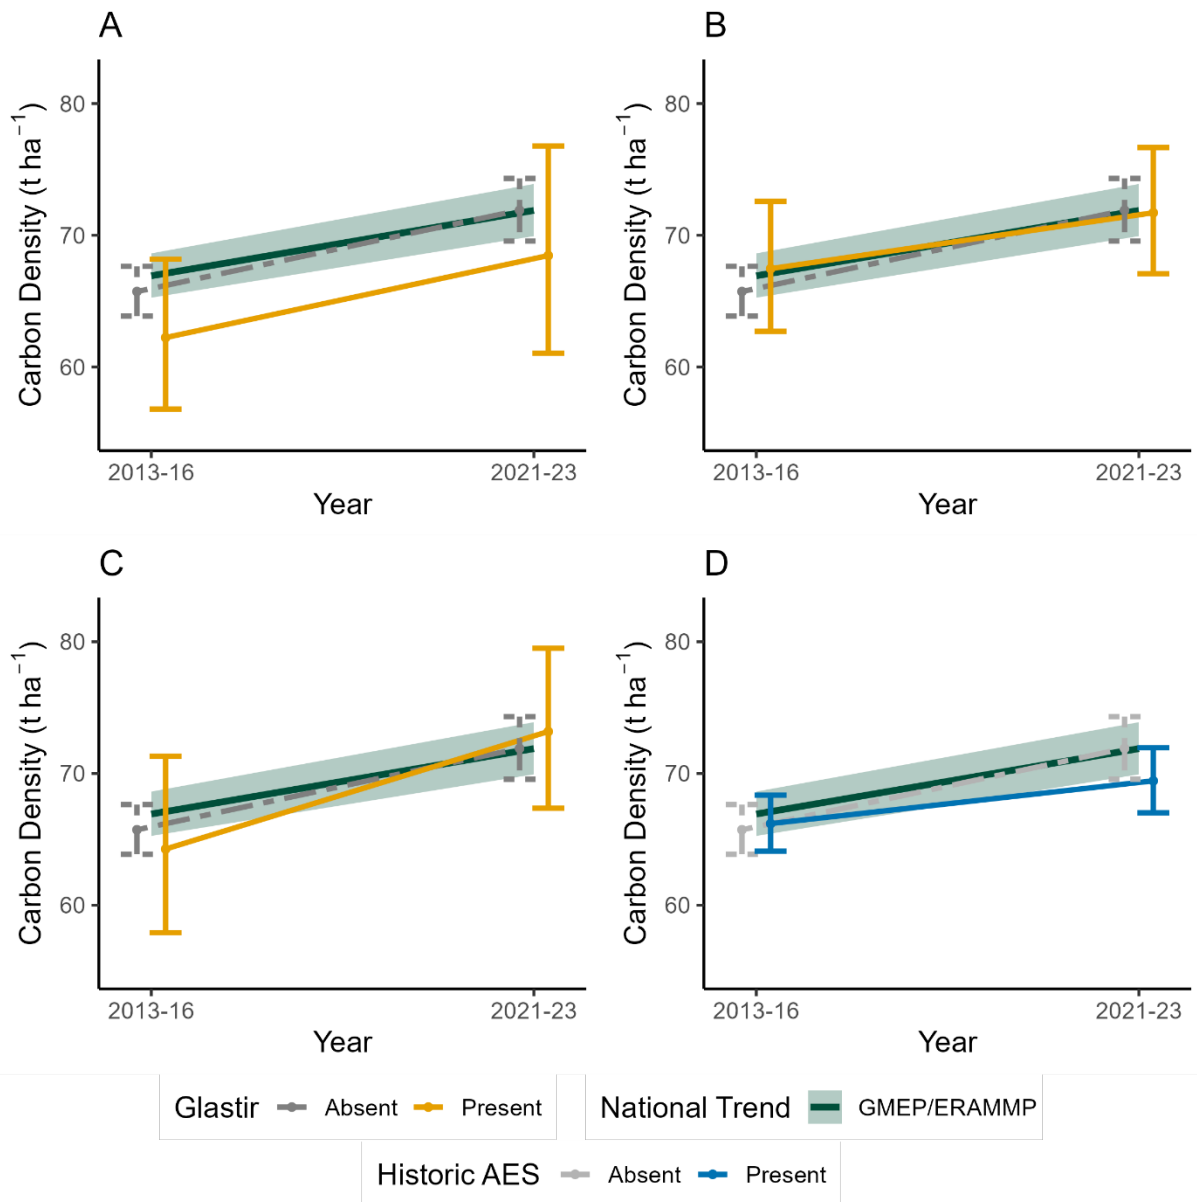 A
Carbon Density (t ha⁻¹)
80
70
60
2013-16
2021-23
Year
B
Carbon Density (t ha⁻¹)
80
70
60
2013-16
2021-23
Year
C
Carbon Density (t ha⁻¹)
80
70
60
2013-16
2021-23
Year
D
Carbon Density (t ha⁻¹)
80
70
60
2013-16
2021-23
Year
Glastir Absent Present
National Trend GMEP/ERAMMP
Historic AES Absent Present